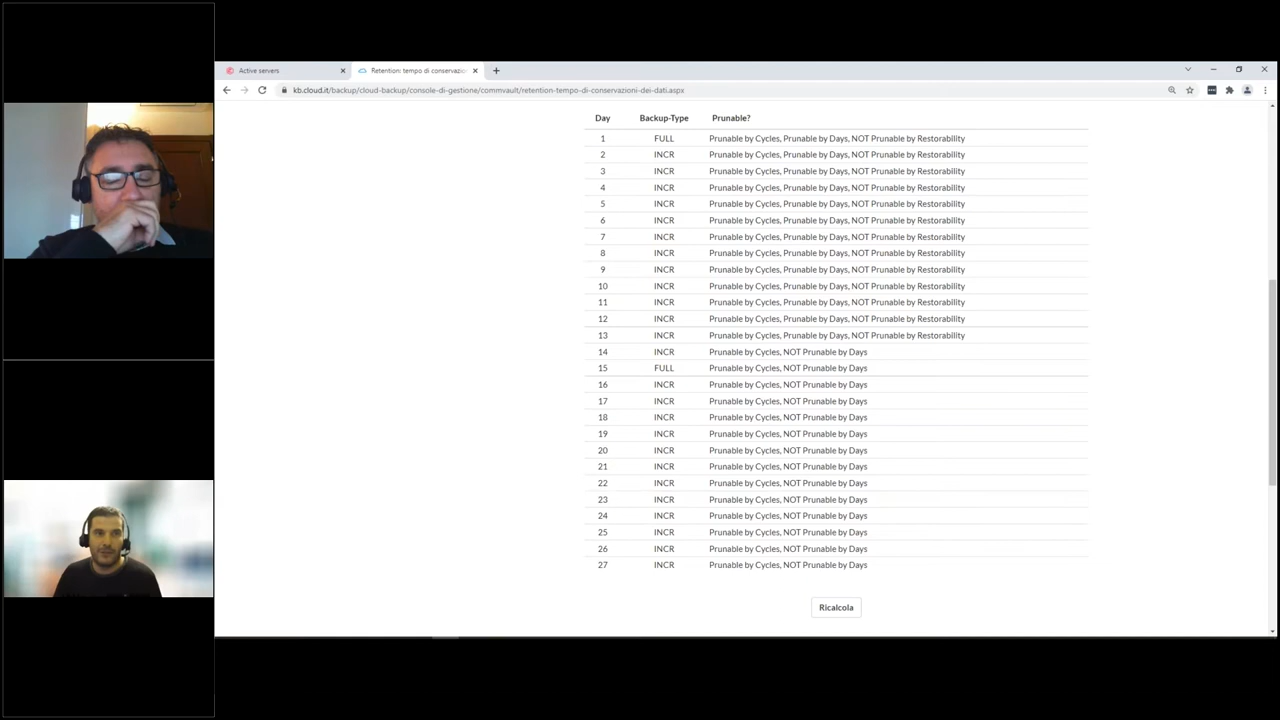 Active servers
Retention: tempo di conservazio
kb.cloud.it/backup/cloud-backup/console-di-gestione/commvault/retention-tempo-di-conservazioni-dei-dati.aspx
Day Backup-Type Prunable?
1 FULL Prunable by Cycles, Prunable by Days, NOT Prunable by Restorability
2 INCR Prunable by Cycles, Prunable by Days, NOT Prunable by Restorability
3 INCR Prunable by Cycles, Prunable by Days, NOT Prunable by Restorability
4 INCR Prunable by Cycles, Prunable by Days, NOT Prunable by Restorability
5 INCR Prunable by Cycles, Prunable by Days, NOT Prunable by Restorability
6 INCR Prunable by Cycles, Prunable by Days, NOT Prunable by Restorability
7 INCR Prunable by Cycles, Prunable by Days, NOT Prunable by Restorability
8 INCR Prunable by Cycles, Prunable by Days, NOT Prunable by Restorability
9 INCR Prunable by Cycles, Prunable by Days, NOT Prunable by Restorability
10 INCR Prunable by Cycles, Prunable by Days, NOT Prunable by Restorability
11 INCR Prunable by Cycles, Prunable by Days, NOT Prunable by Restorability
12 INCR Prunable by Cycles, Prunable by Days, NOT Prunable by Restorability
13 INCR Prunable by Cycles, Prunable by Days, NOT Prunable by Restorability
14 INCR Prunable by Cycles, NOT Prunable by Days
15 FULL Prunable by Cycles, NOT Prunable by Days
16 INCR Prunable by Cycles, NOT Prunable by Days
17 INCR Prunable by Cycles, NOT Prunable by Days
18 INCR Prunable by Cycles, NOT Prunable by Days
19 INCR Prunable by Cycles, NOT Prunable by Days
20 INCR Prunable by Cycles, NOT Prunable by Days
21 INCR Prunable by Cycles, NOT Prunable by Days
22 INCR Prunable by Cycles, NOT Prunable by Days
23 INCR Prunable by Cycles, NOT Prunable by Days
24 INCR Prunable by Cycles, NOT Prunable by Days
25 INCR Prunable by Cycles, NOT Prunable by Days
26 INCR Prunable by Cycles, NOT Prunable by Days
27 INCR Prunable by Cycles, NOT Prunable by Days
Ricalcola